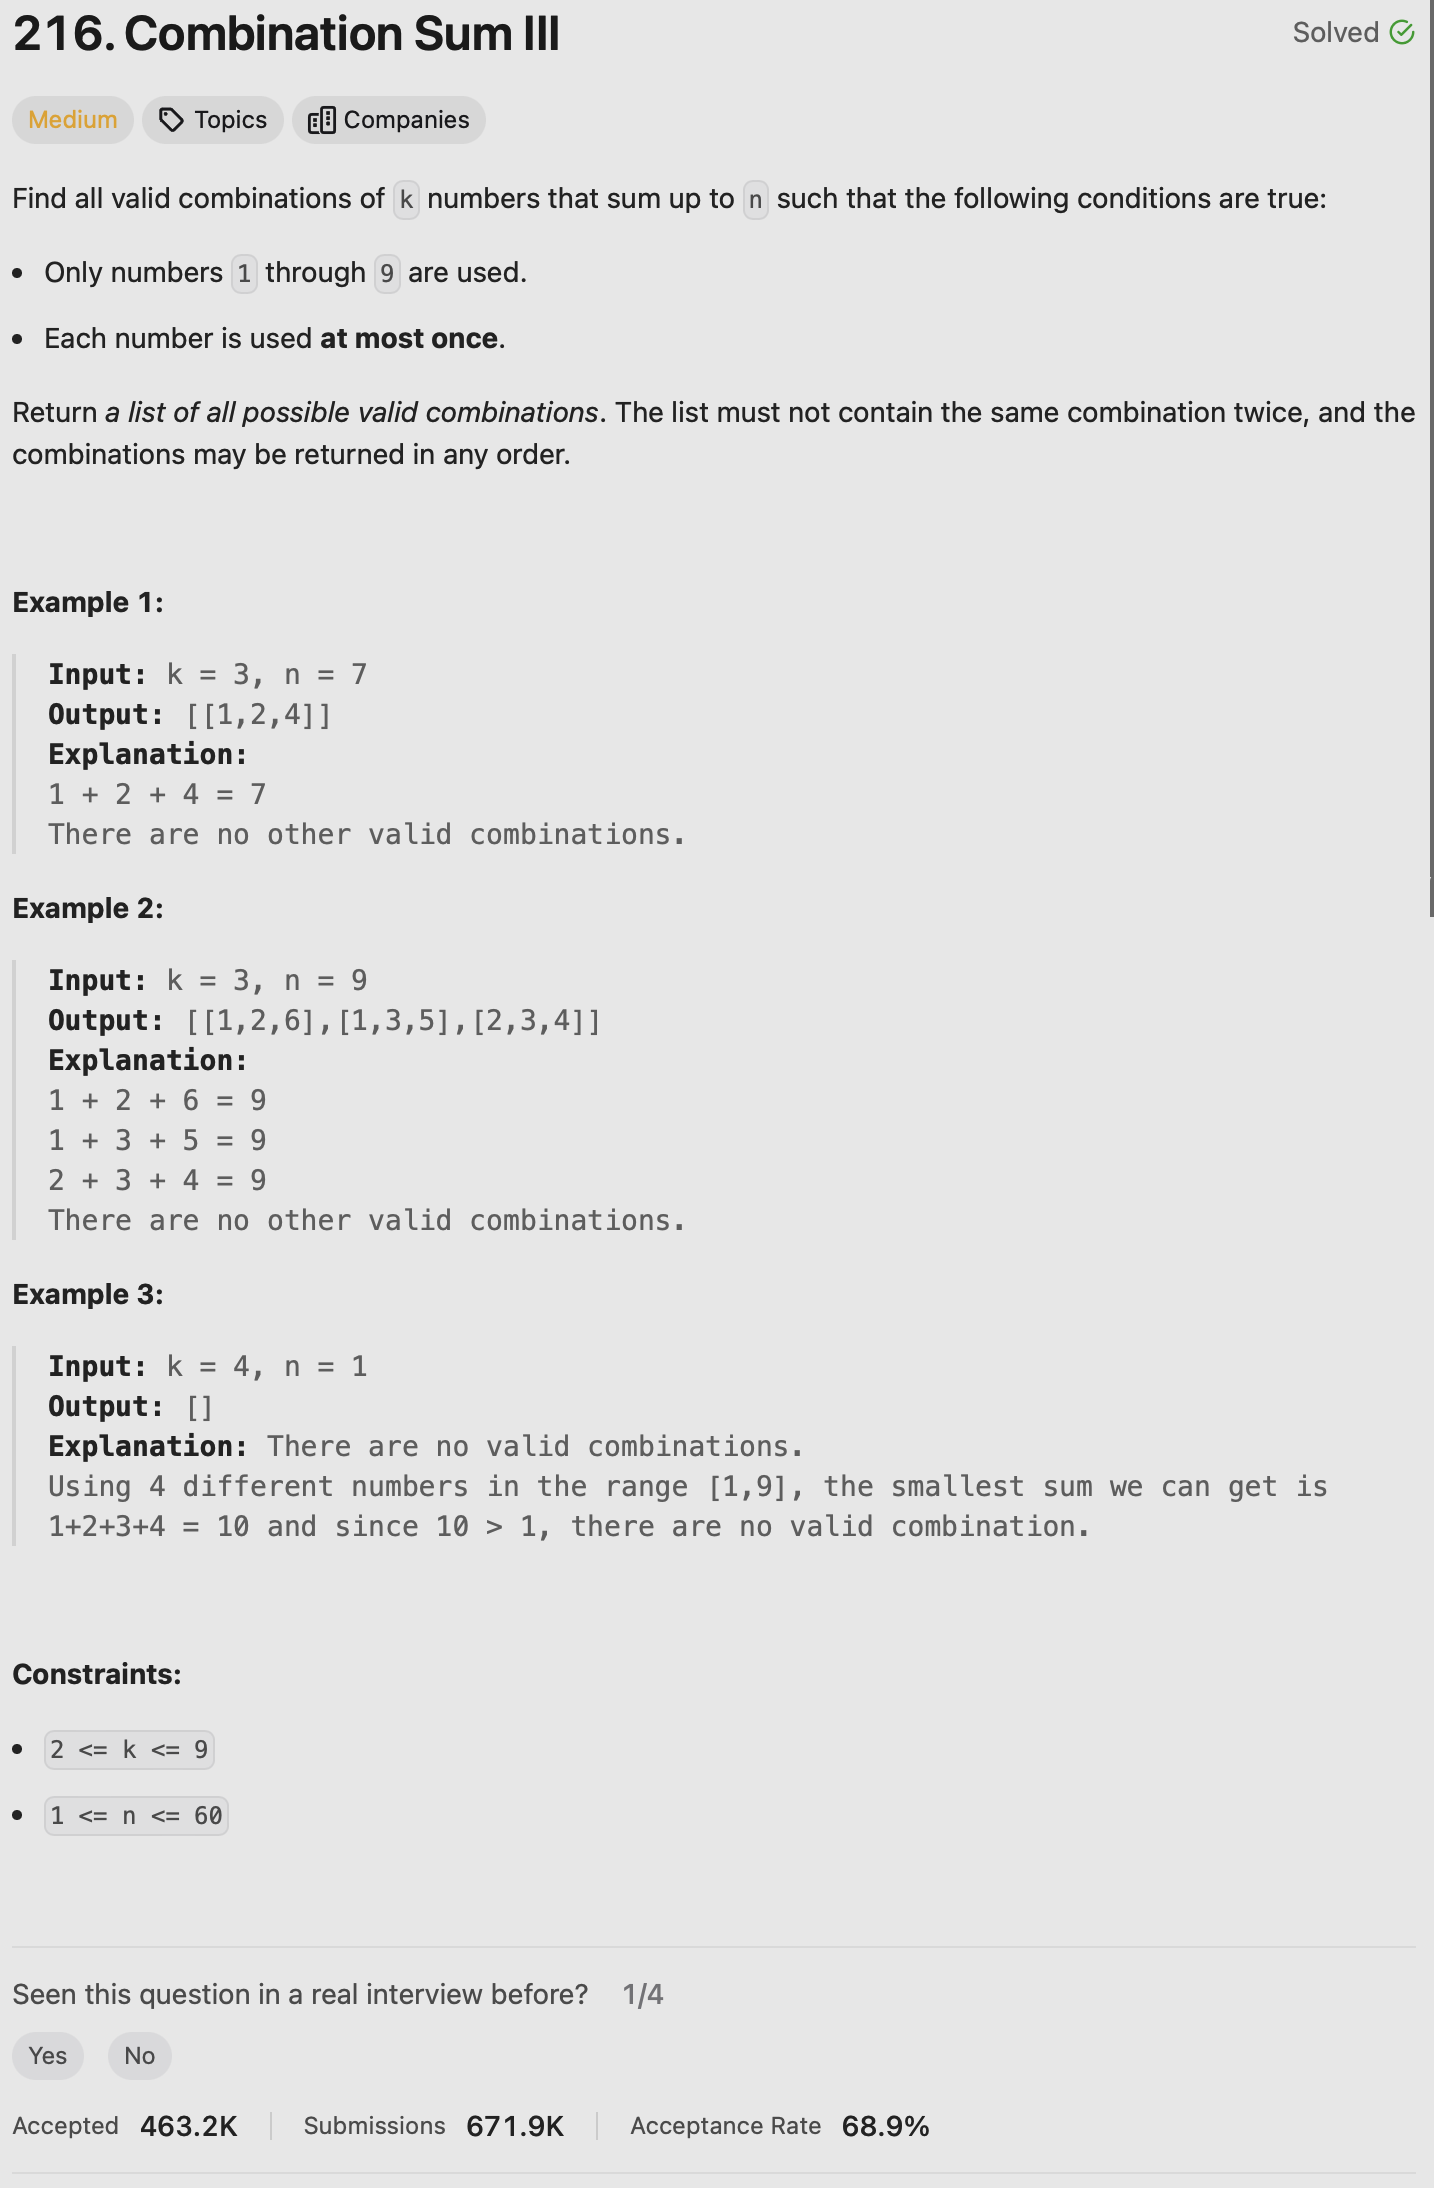 216. Combination Sum III
Solved
Medium
Topics
Companies
Find all valid combinations of k numbers that sum up to n such that the following conditions are true:
• Only numbers 1 through 9 are used.
• Each number is used at most once.
Return a list of all possible valid combinations. The list must not contain the same combination twice, and the
combinations may be returned in any order.
Example 1:
Input: k = 3, n = 7
Output: [[1,2,4]]
Explanation:
1 + 2 + 4 = 7
There are no other valid combinations.
Example 2:
Input: k = 3, n = 9
Output: [[1,2,6],[1,3,5],[2,3,4]]
Explanation:
1 + 2 + 6 = 9
1 + 3 + 5 = 9
2 + 3 + 4 = 9
There are no other valid combinations.
Example 3:
Input: k = 4, n = 1
Output: []
Explanation: There are no valid combinations.
Using 4 different numbers in the range [1,9], the smallest sum we can get is
1+2+3+4 = 10 and since 10 > 1, there are no valid combination.
Constraints:
• 2 <= k <= 9
• 1 <= n <= 60
Seen this question in a real interview before? 1/4
Yes
No
Accepted 463.2K
Submissions 671.9K
Acceptance Rate 68.9%